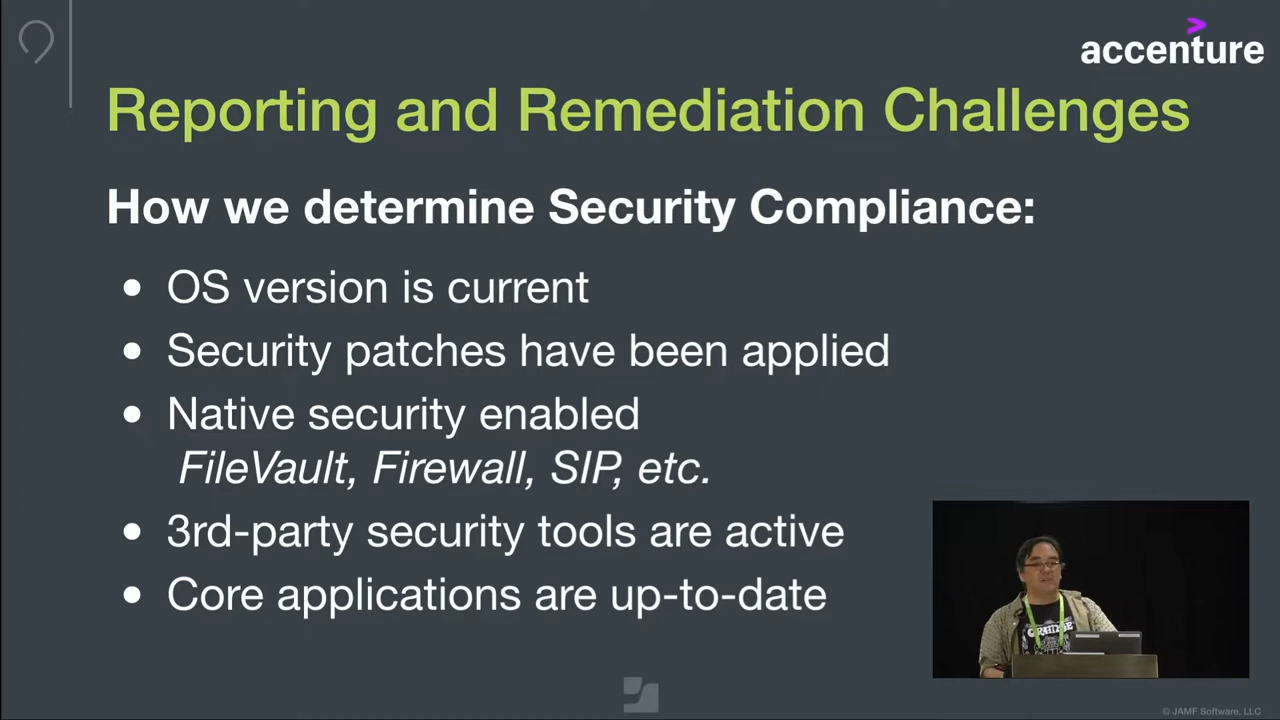 accenture
Reporting and Remediation Challenges
How we determine Security Compliance:
• OS version is current
• Security patches have been applied
• Native security enabled
FileVault, Firewall, SIP, etc.
• 3rd-party security tools are active
• Core applications are up-to-date
© JAMF Software, LLC